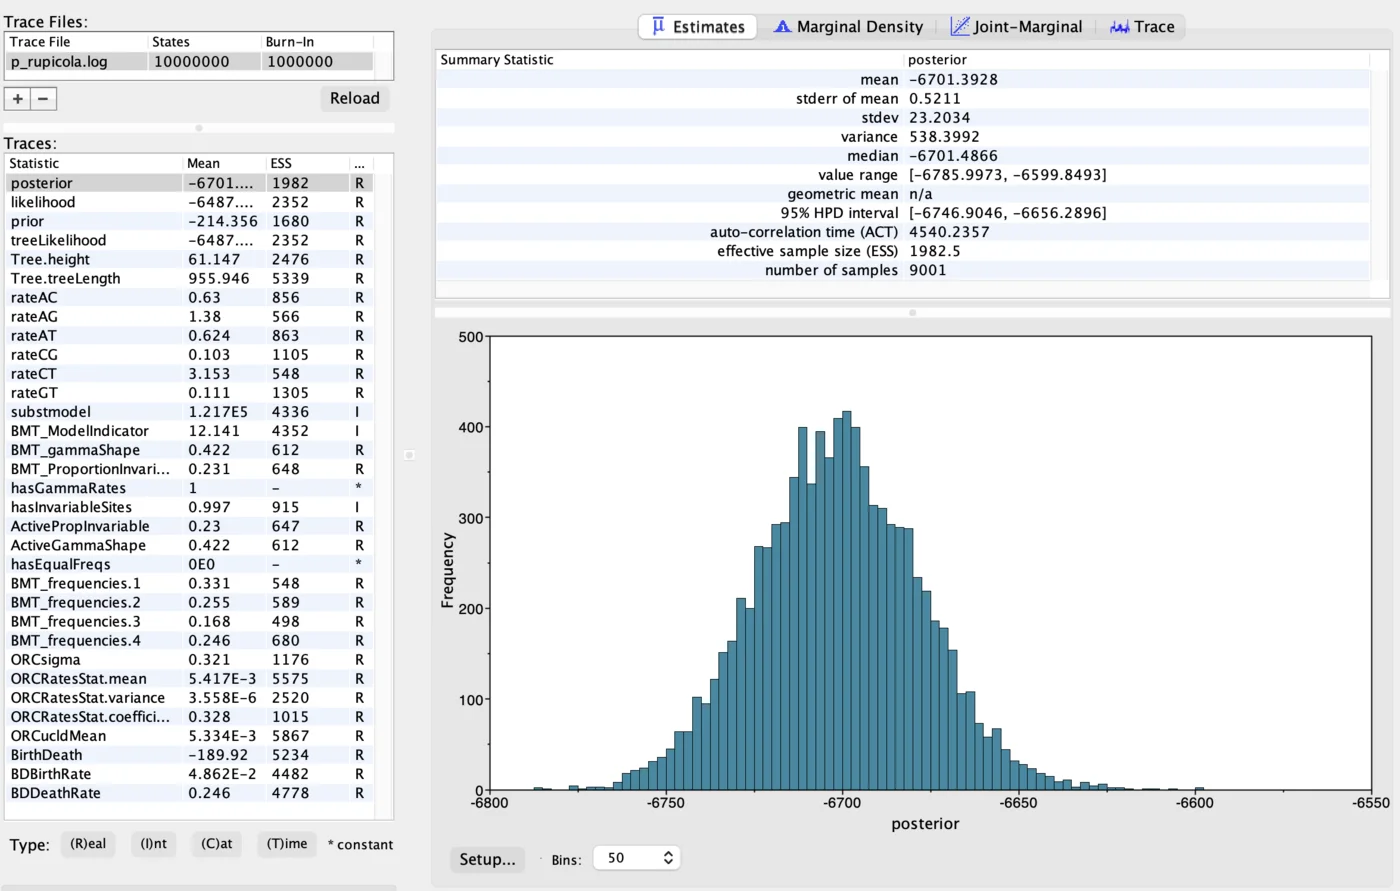 Trace Files:
Trace File States Burn-In
p_rupicola.log 10000000 1000000
+ − Reload
Traces:
Statistic Mean ESS ...
posterior -6701.... 1982 R
likelihood -6487.... 2352 R
prior -214.356 1680 R
treeLikelihood -6487.... 2352 R
Tree.height 61.147 2476 R
Tree.treeLength 955.946 5339 R
rateAC 0.63 856 R
rateAG 1.38 566 R
rateAT 0.624 863 R
rateCG 0.103 1105 R
rateCT 3.153 548 R
rateGT 0.111 1305 R
substmodel 1.217E5 4336 I
BMT_ModelIndicator 12.141 4352 I
BMT_gammaShape 0.422 612 R
BMT_ProportionInvari... 0.231 648 R
hasGammaRates 1 - *
hasInvariableSites 0.997 915 I
ActivePropInvariable 0.23 647 R
ActiveGammaShape 0.422 612 R
hasEqualFreqs 0E0 - *
BMT_frequencies.1 0.331 548 R
BMT_frequencies.2 0.255 589 R
BMT_frequencies.3 0.168 498 R
BMT_frequencies.4 0.246 680 R
ORCsigma 0.321 1176 R
ORCRatesStat.mean 5.417E-3 5575 R
ORCRatesStat.variance 3.558E-6 2520 R
ORCRatesStat.coeffici... 0.328 1015 R
ORCucldMean 5.334E-3 5867 R
BirthDeath -189.92 5234 R
BDBirthRate 4.862E-2 4482 R
BDDeathRate 0.246 4778 R
Type: (R)eal (I)nt (C)at (T)ime * constant
Estimates Marginal Density Joint-Marginal Trace
Summary Statistic posterior
mean -6701.3928
stderr of mean 0.5211
stdev 23.2034
variance 538.3992
median -6701.4866
value range [-6785.9973, -6599.8493]
geometric mean n/a
95% HPD interval [-6746.9046, -6656.2896]
auto-correlation time (ACT) 4540.2357
effective sample size (ESS) 1982.5
number of samples 9001
500
400
300
200
100
0
Frequency
-6800 -6750 -6700 -6650 -6600 -6550
posterior
Setup... Bins: 50